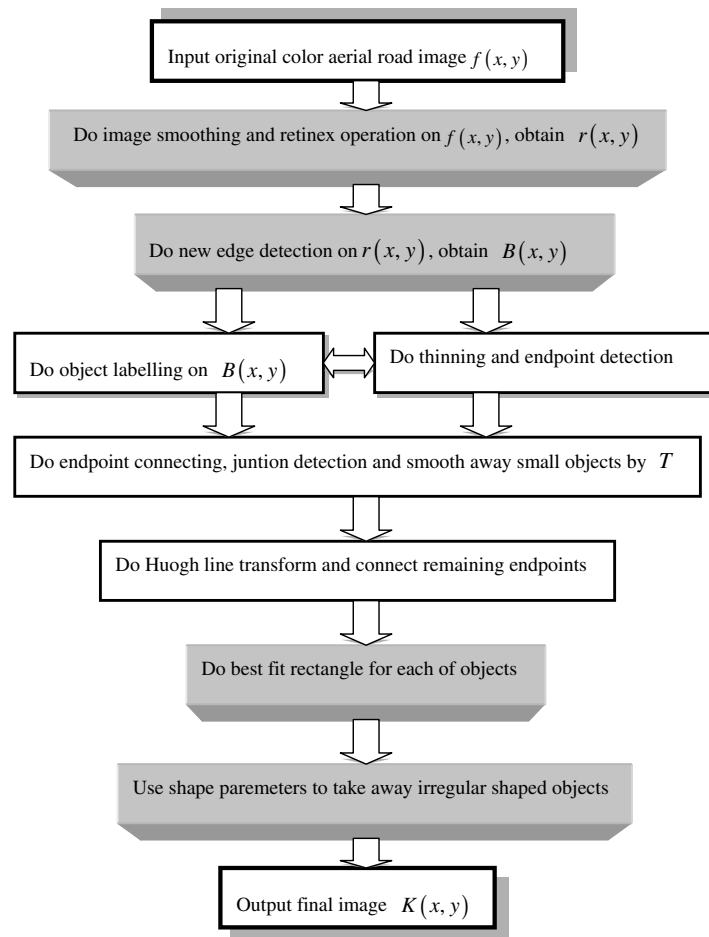 Input original color aerial road image f(x, y)
Do image smoothing and retinex operation on f(x, y), obtain r(x, y)
Do new edge detection on r(x, y), obtain B(x, y)
Do object labelling on B(x, y)
Do thinning and endpoint detection
Do endpoint connecting, juntion detection and smooth away small objects by T
Do Huogh line transform and connect remaining endpoints
Do best fit rectangle for each of objects
Use shape paremeters to take away irregular shaped objects
Output final image K(x, y)